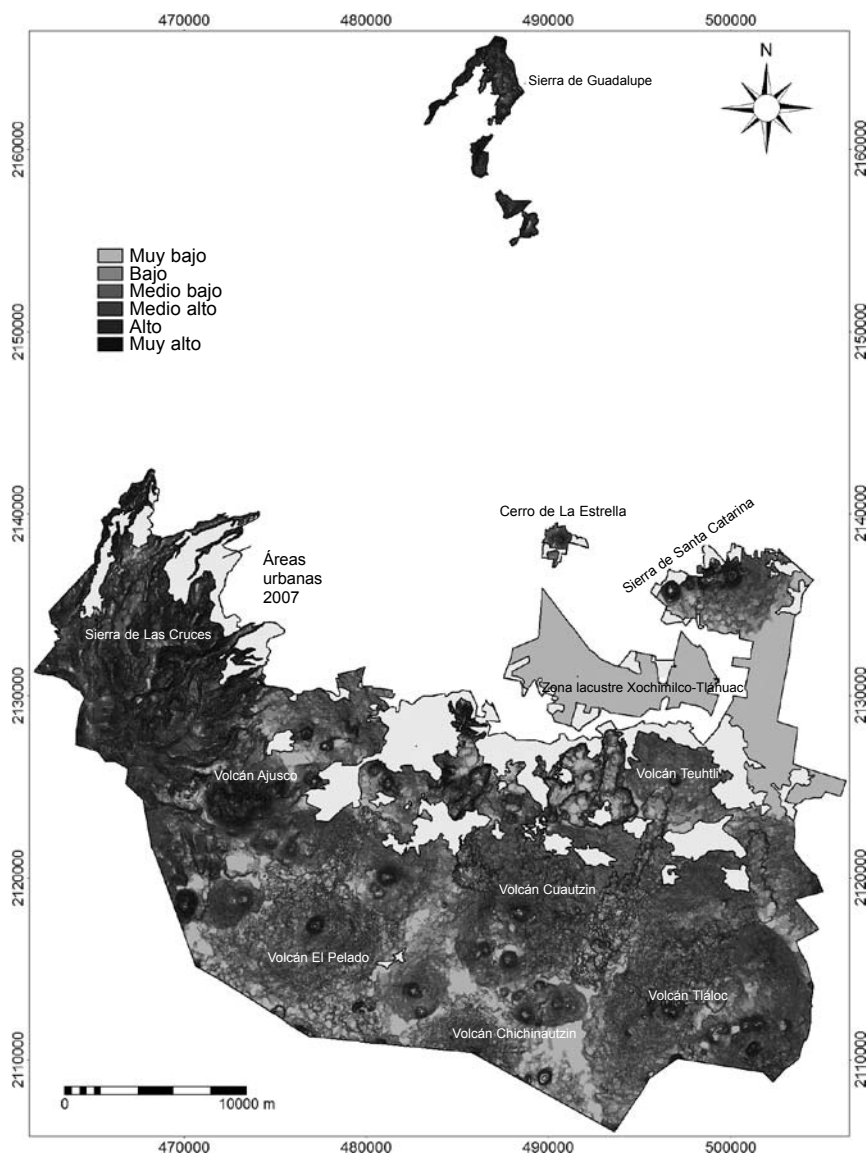 470000 480000 490000 500000
Sierra de Guadalupe
N
2160000 2160000
Muy bajo
Bajo
Medio bajo
Medio alto
Alto
Muy alto
2150000 2150000
2140000 2140000
Cerro de La Estrella
Sierra de Santa Catarina
Áreas
urbanas
2007
Sierra de Las Cruces
Zona lacustre Xochimilco-Tláhuac
2130000 2130000
Volcán Ajusco
Volcán Teuhtli
2120000 2120000
Volcán Cuautzin
Volcán El Pelado
Volcán Tláloc
Volcán Chichinautzin
2110000 2110000
0 10000 m
470000 480000 490000 500000